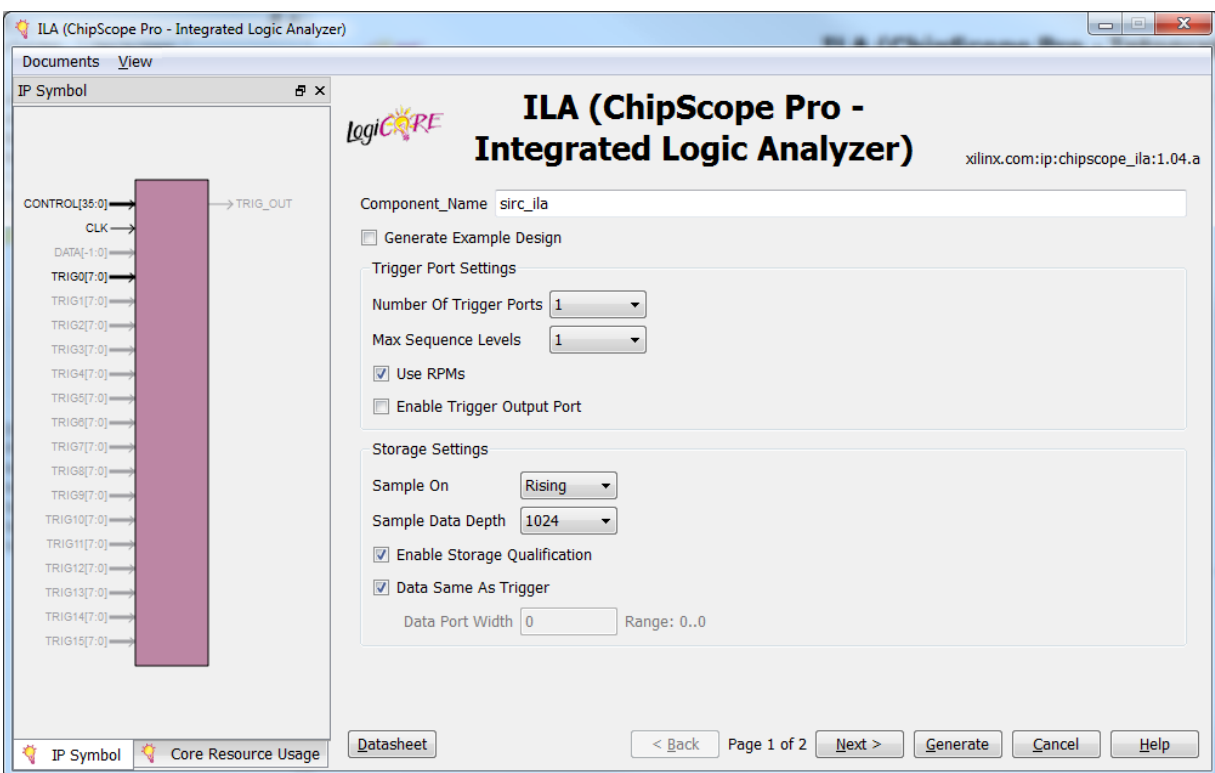 ILA (ChipScope Pro - Integrated Logic Analyzer)
Documents View
IP Symbol
CONTROL[35:0]
CLK
DATA[-1:0]
TRIG0[7:0]
TRIG1[7:0]
TRIG2[7:0]
TRIG3[7:0]
TRIG4[7:0]
TRIG5[7:0]
TRIG6[7:0]
TRIG7[7:0]
TRIG8[7:0]
TRIG9[7:0]
TRIG10[7:0]
TRIG11[7:0]
TRIG12[7:0]
TRIG13[7:0]
TRIG14[7:0]
TRIG15[7:0]
TRIG_OUT
IP Symbol
Core Resource Usage
LogiCORE
ILA (ChipScope Pro -
Integrated Logic Analyzer)
xilinx.com:ip:chipscope_ila:1.04.a
Component_Name sirc_ila
Generate Example Design
Trigger Port Settings
Number Of Trigger Ports 1
Max Sequence Levels 1
Use RPMs
Enable Trigger Output Port
Storage Settings
Sample On Rising
Sample Data Depth 1024
Enable Storage Qualification
Data Same As Trigger
Data Port Width 0 Range: 0..0
Datasheet < Back Page 1 of 2 Next > Generate Cancel Help